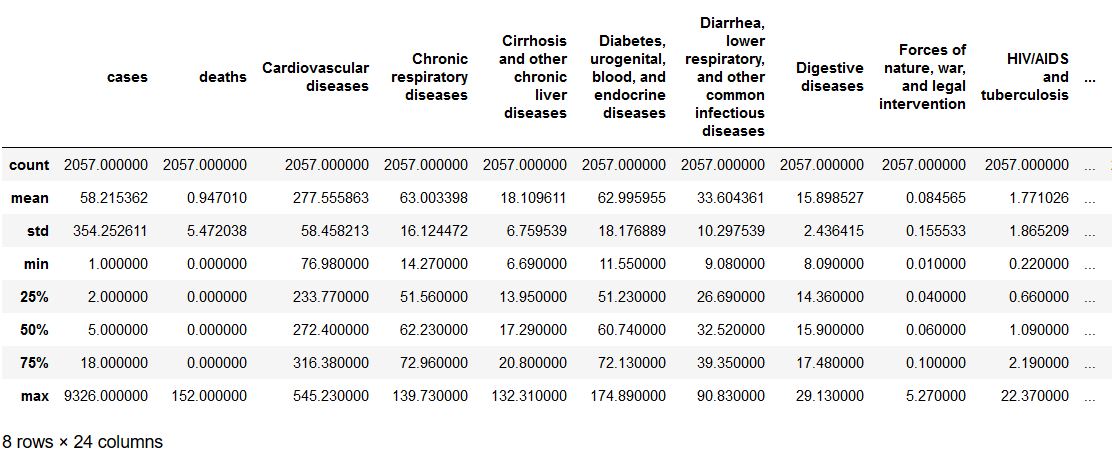 cases deaths Cardiovascular diseases Chronic respiratory diseases Cirrhosis and other chronic liver diseases Diabetes, urogenital, blood, and endocrine diseases Diarrhea, lower respiratory, and other common infectious diseases Digestive diseases Forces of nature, war, and legal intervention HIV/AIDS and tuberculosis ...
count 2057.000000 2057.000000 2057.000000 2057.000000 2057.000000 2057.000000 2057.000000 2057.000000 2057.000000 2057.000000 ...
mean 58.215362 0.947010 277.555863 63.003398 18.109611 62.995955 33.604361 15.898527 0.084565 1.771026 ...
std 354.252611 5.472038 58.458213 16.124472 6.759539 18.176889 10.297539 2.436415 0.155533 1.865209 ...
min 1.000000 0.000000 76.980000 14.270000 6.690000 11.550000 9.080000 8.090000 0.010000 0.220000 ...
25% 2.000000 0.000000 233.770000 51.560000 13.950000 51.230000 26.690000 14.360000 0.040000 0.660000 ...
50% 5.000000 0.000000 272.400000 62.230000 17.290000 60.740000 32.520000 15.900000 0.060000 1.090000 ...
75% 18.000000 0.000000 316.380000 72.960000 20.800000 72.130000 39.350000 17.480000 0.100000 2.190000 ...
max 9326.000000 152.000000 545.230000 139.730000 132.310000 174.890000 90.830000 29.130000 5.270000 22.370000 ...
8 rows × 24 columns